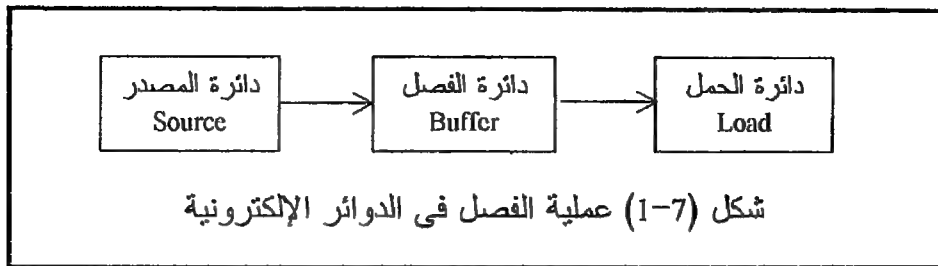 دائرة المصدر
Source
دائرة الفصل
Buffer
دائرة الحمل
Load
شكل (7-1) عملية الفصل فى الدوائر الإلكترونية